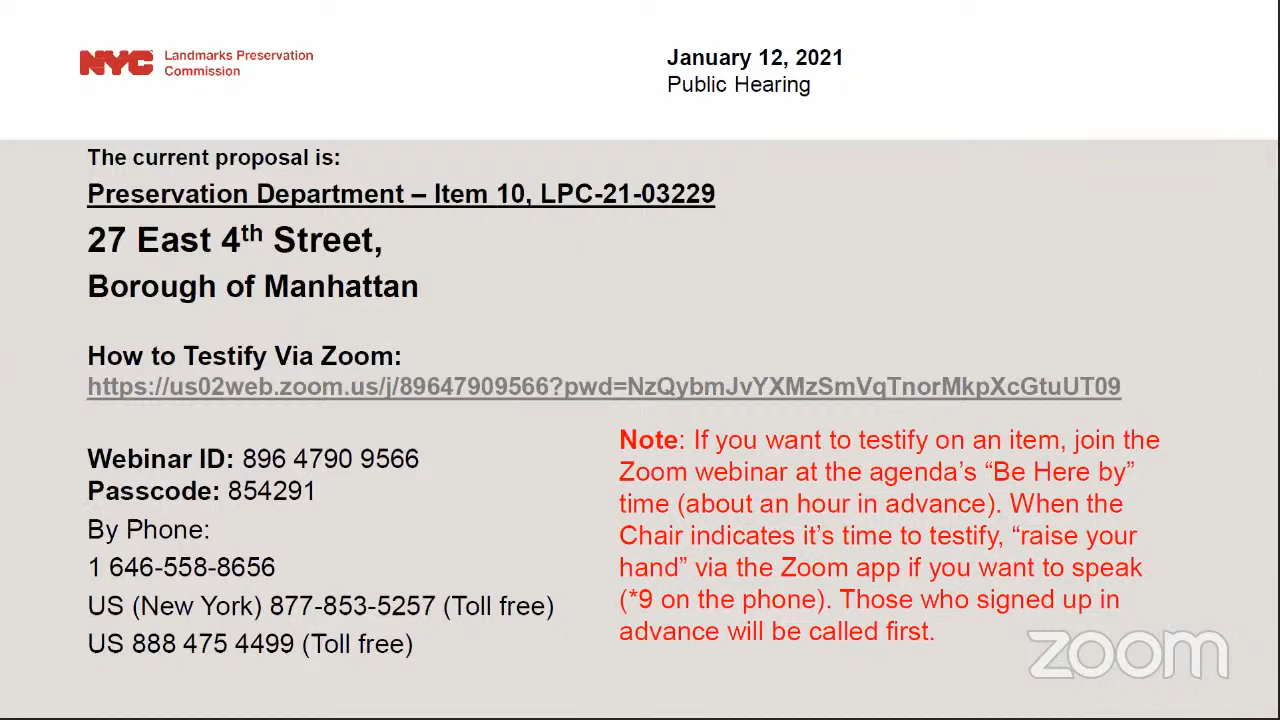 NYC Landmarks Preservation
Commission
January 12, 2021
Public Hearing
The current proposal is:
Preservation Department – Item 10, LPC-21-03229
27 East 4th Street,
Borough of Manhattan
How to Testify Via Zoom:
https://us02web.zoom.us/j/89647909566?pwd=NzQybmJvYXMzSmVqTnorMkpXcGtuUT09
Webinar ID: 896 4790 9566
Passcode: 854291
By Phone:
1 646-558-8656
US (New York) 877-853-5257 (Toll free)
US 888 475 4499 (Toll free)
Note: If you want to testify on an item, join the
Zoom webinar at the agenda’s “Be Here by”
time (about an hour in advance). When the
Chair indicates it’s time to testify, “raise your
hand” via the Zoom app if you want to speak
(*9 on the phone). Those who signed up in
advance will be called first.
zoom